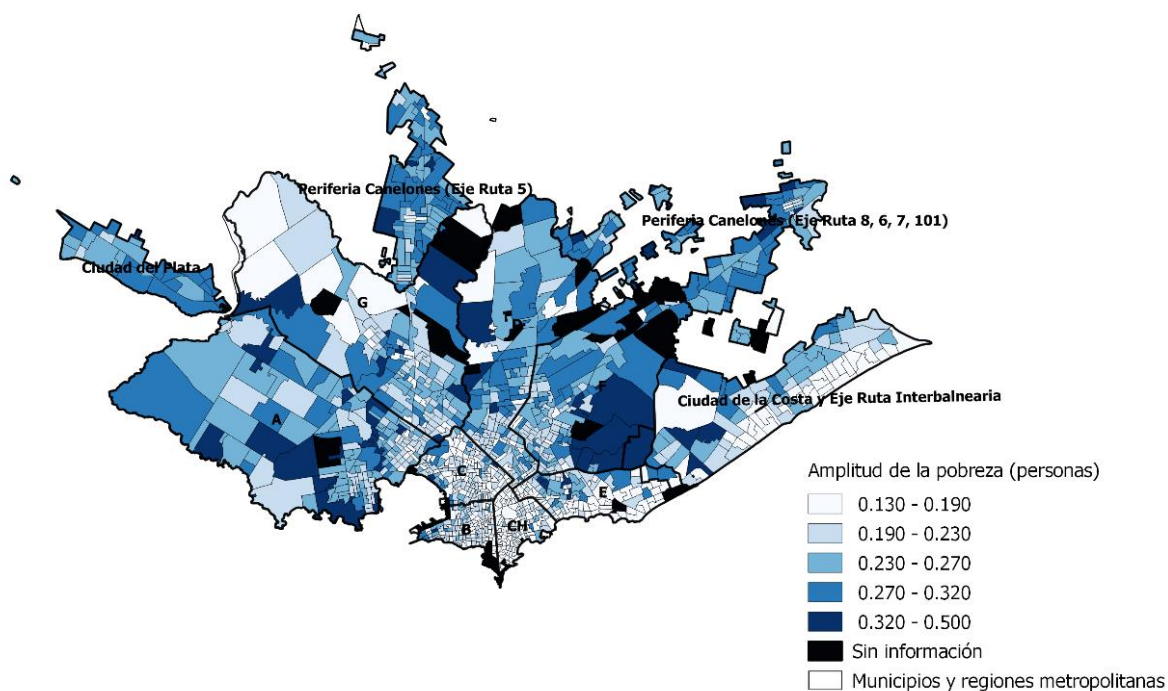 Periferia Canelones (Eje Ruta 5)
Periferia Canelones (Eje Ruta 8, 6, 7, 101)
Ciudad del Plata
G
D
F
Ciudad de la Costa y Eje Ruta Interbalnearia
A
C
E
B
CH
Amplitud de la pobreza (personas)
0.130 - 0.190
0.190 - 0.230
0.230 - 0.270
0.270 - 0.320
0.320 - 0.500
Sin información
Municipios y regiones metropolitanas